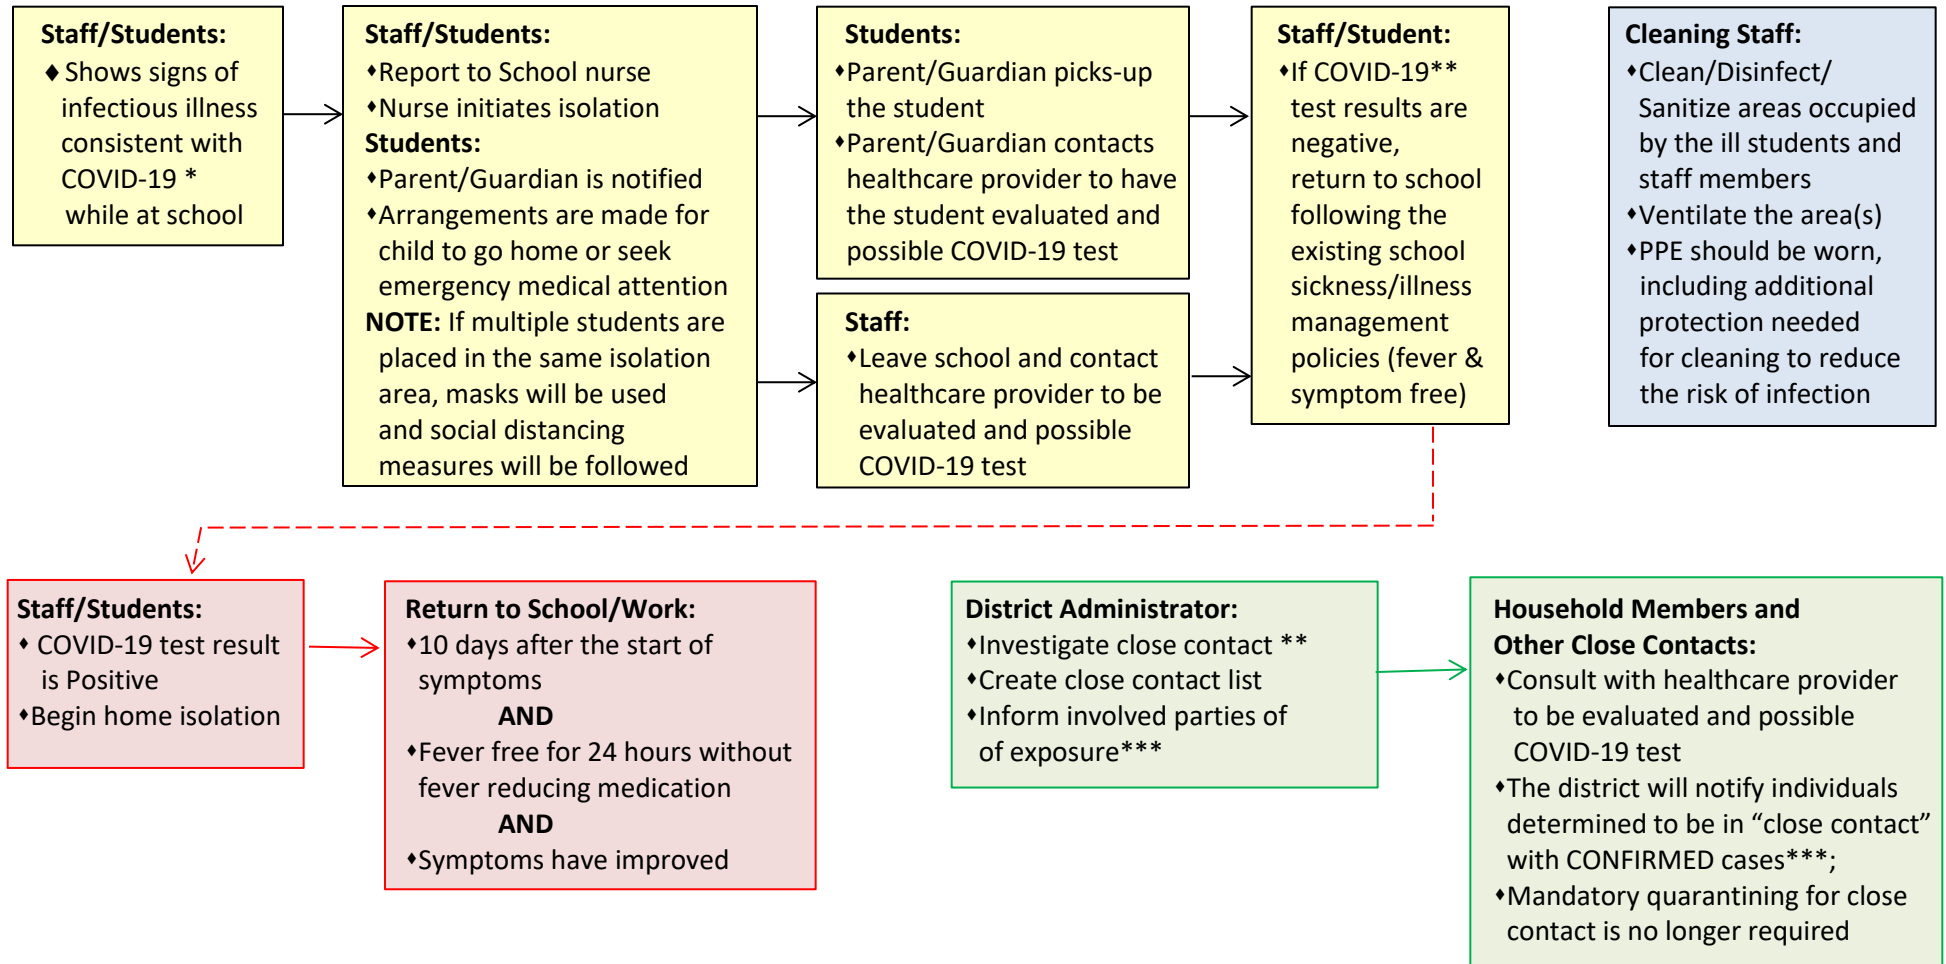 Staff/Students:
♦ Shows signs of
infectious illness
consistent with
COVID-19 *
while at school
Staff/Students:
♦Report to School nurse
♦Nurse initiates isolation
Students:
♦Parent/Guardian is notified
♦Arrangements are made for
child to go home or seek
emergency medical attention
NOTE: If multiple students are
placed in the same isolation
area, masks will be used
and social distancing
measures will be followed
Students:
♦Parent/Guardian picks-up
the student
♦Parent/Guardian contacts
healthcare provider to have
the student evaluated and
possible COVID-19 test
Staff:
♦Leave school and contact
healthcare provider to be
evaluated and possible
COVID-19 test
Staff/Student:
♦If COVID-19**
test results are
negative,
return to school
following the
existing school
sickness/illness
management
policies (fever &
symptom free)
Cleaning Staff:
♦Clean/Disinfect/
Sanitize areas occupied
by the ill students and
staff members
♦Ventilate the area(s)
♦PPE should be worn,
including additional
protection needed
for cleaning to reduce
the risk of infection
Staff/Students:
♦ COVID-19 test result
is Positive
♦Begin home isolation
Return to School/Work:
♦10 days after the start of
symptoms
AND
♦Fever free for 24 hours without
fever reducing medication
AND
♦Symptoms have improved
District Administrator:
♦Investigate close contact **
♦Create close contact list
♦Inform involved parties of
of exposure***
Household Members and
Other Close Contacts:
♦Consult with healthcare provider
to be evaluated and possible
COVID-19 test
♦The district will notify individuals
determined to be in “close contact”
with CONFIRMED cases***;
♦Mandatory quarantining for close
contact is no longer required